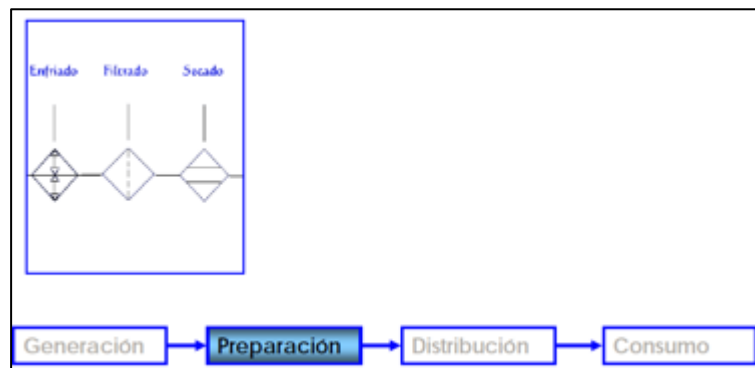 Enfriado Filtrado Secado
Generación Preparación Distribución Consumo